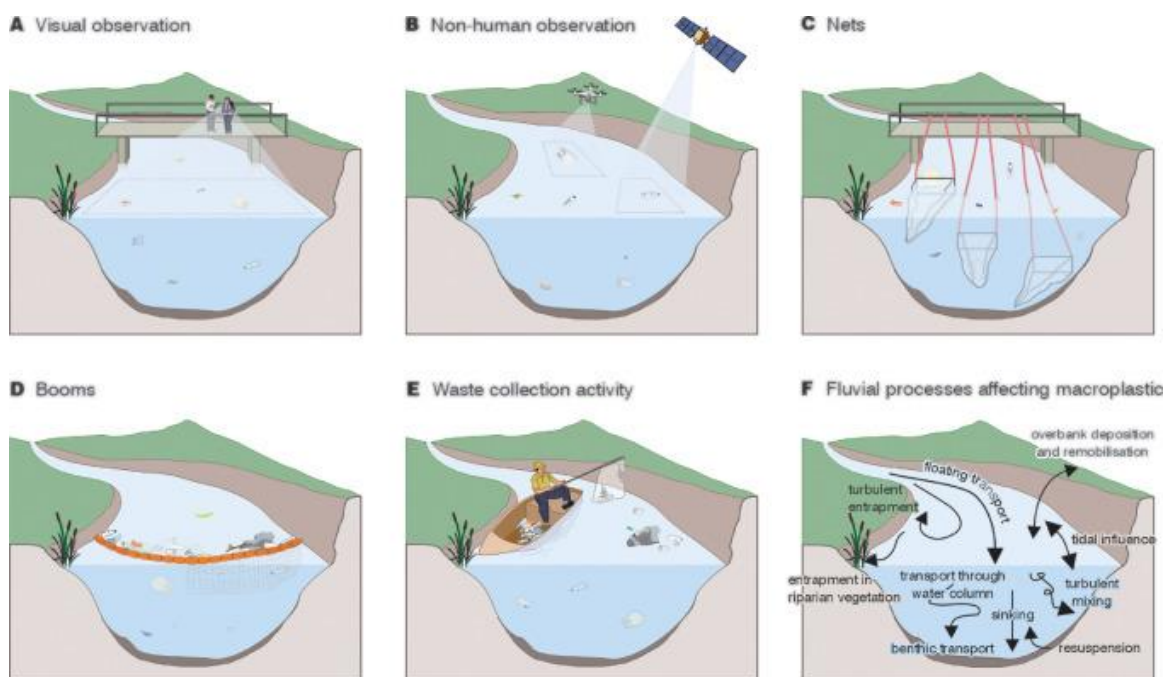 A Visual observation
B Non-human observation
C Nets
D Booms
E Waste collection activity
F Fluvial processes affecting macroplastic
overbank deposition
and remobilisation
floating transport
turbulent
entrapment
tidal influence
entrapment in
riparian vegetation
transport through
water column
turbulent
mixing
sinking
benthic transport
resuspension